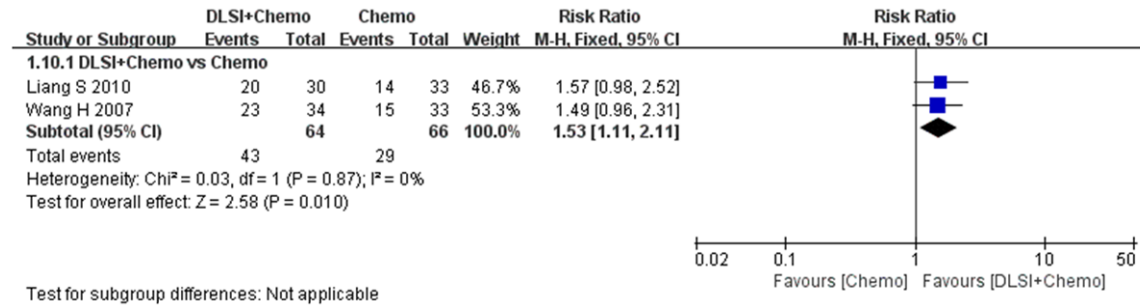 DLSI+Chemo Chemo Risk Ratio Risk Ratio
Study or Subgroup Events Total Events Total Weight M-H, Fixed, 95% CI M-H, Fixed, 95% CI
1.10.1 DLSI+Chemo vs Chemo
Liang S 2010 20 30 14 33 46.7% 1.57 [0.98, 2.52]
Wang H 2007 23 34 15 33 53.3% 1.49 [0.96, 2.31]
Subtotal (95% CI) 64 66 100.0% 1.53 [1.11, 2.11]
Total events 43 29
Heterogeneity: Chi² = 0.03, df = 1 (P = 0.87); I² = 0%
Test for overall effect: Z = 2.58 (P = 0.010)
0.02 0.1 1 10 50
Favours [Chemo] Favours [DLSI+Chemo]
Test for subgroup differences: Not applicable